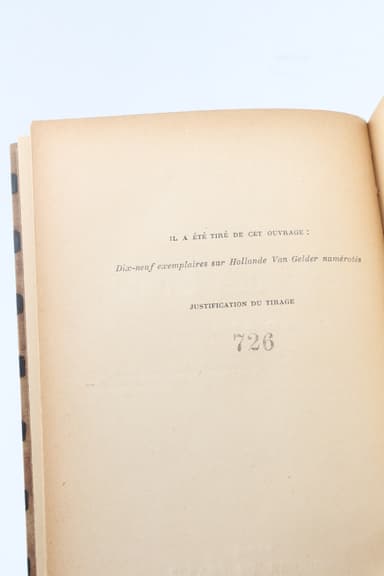 IL A ÉTÉ TIRÉ DE CET OUVRAGE :
Dix-neuf exemplaires sur Hollande Van Gelder numérotés
JUSTIFICATION DU TIRAGE
726